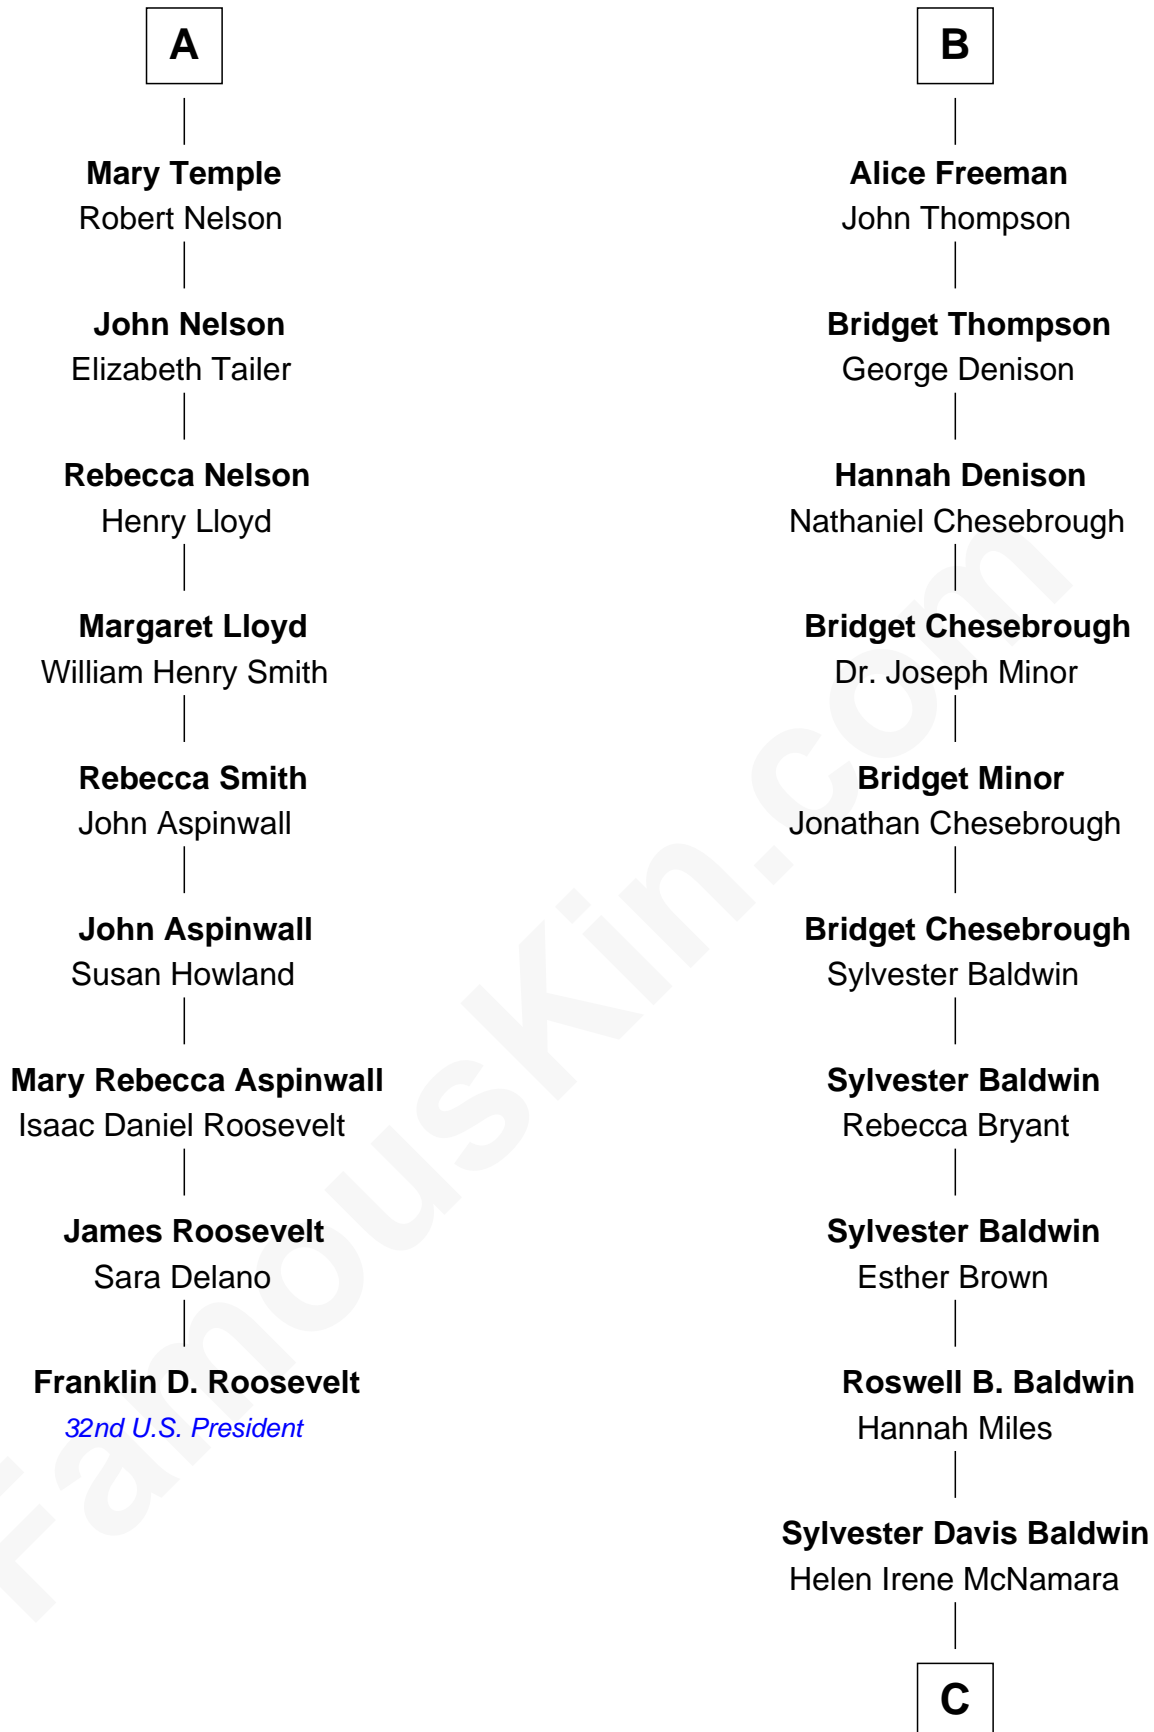 A
Mary Temple
Robert Nelson
John Nelson
Elizabeth Tailer
Rebecca Nelson
Henry Lloyd
Margaret Lloyd
William Henry Smith
Rebecca Smith
John Aspinwall
John Aspinwall
Susan Howland
Mary Rebecca Aspinwall
Isaac Daniel Roosevelt
James Roosevelt
Sara Delano
Franklin D. Roosevelt
32nd U.S. President
B
Alice Freeman
John Thompson
Bridget Thompson
George Denison
Hannah Denison
Nathaniel Chesebrough
Bridget Chesebrough
Dr. Joseph Minor
Bridget Minor
Jonathan Chesebrough
Bridget Chesebrough
Sylvester Baldwin
Sylvester Baldwin
Rebecca Bryant
Sylvester Baldwin
Esther Brown
Roswell B. Baldwin
Hannah Miles
Sylvester Davis Baldwin
Helen Irene McNamara
C
FamousKin.com